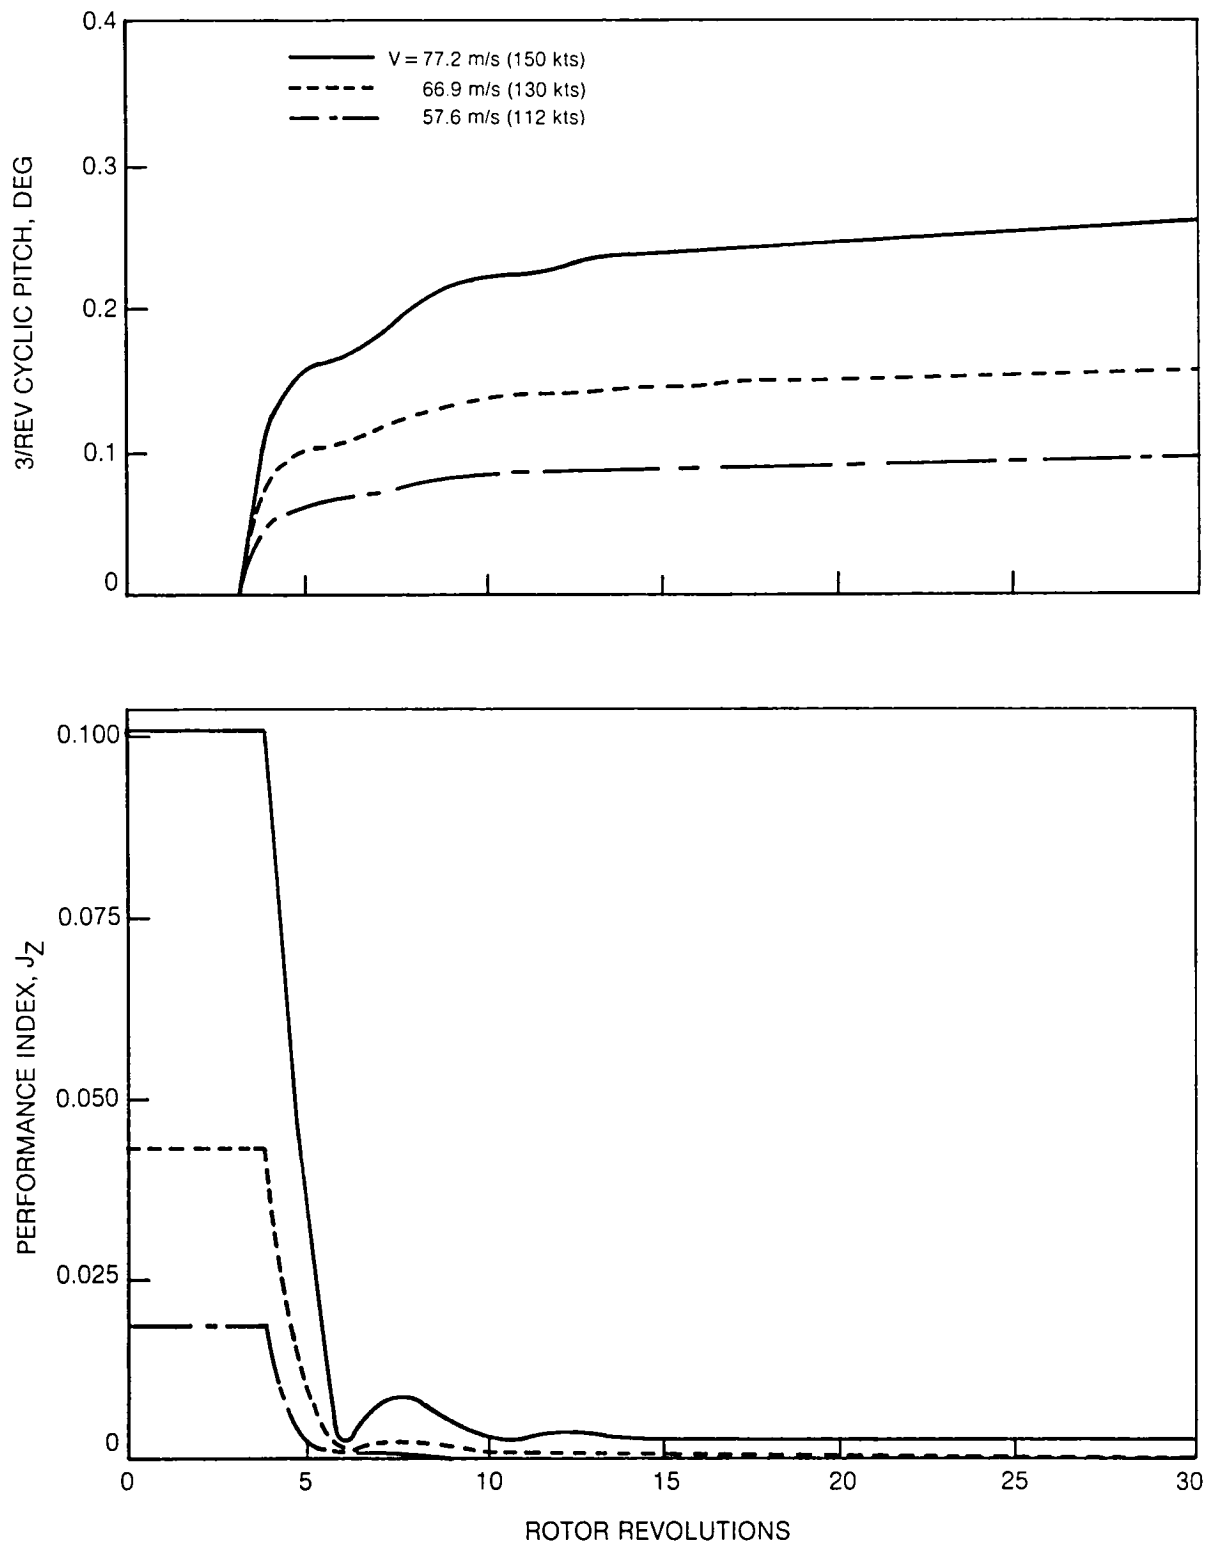 0.4
V = 77.2 m/s (150 kts)
66.9 m/s (130 kts)
57.6 m/s (112 kts)
0.3
0.2
0.1
0
3/REV CYCLIC PITCH, DEG
0.100
0.075
0.050
0.025
0
PERFORMANCE INDEX, JZ
0 5 10 15 20 25 30
ROTOR REVOLUTIONS